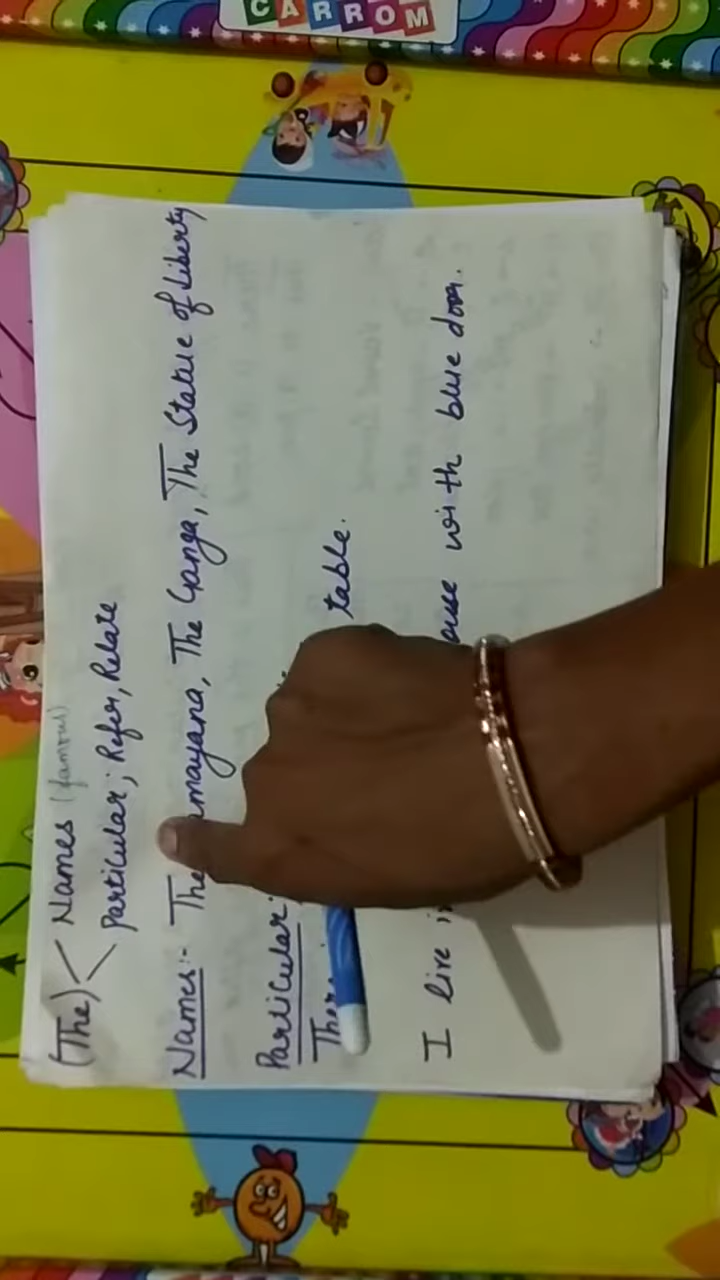 CARROM
(The) Names (famous)
Particular; Refer, Relate
Names:- The Ramayana, The Ganga, The Statue of Liberty
Particular:
There table.
I live in house with blue door.